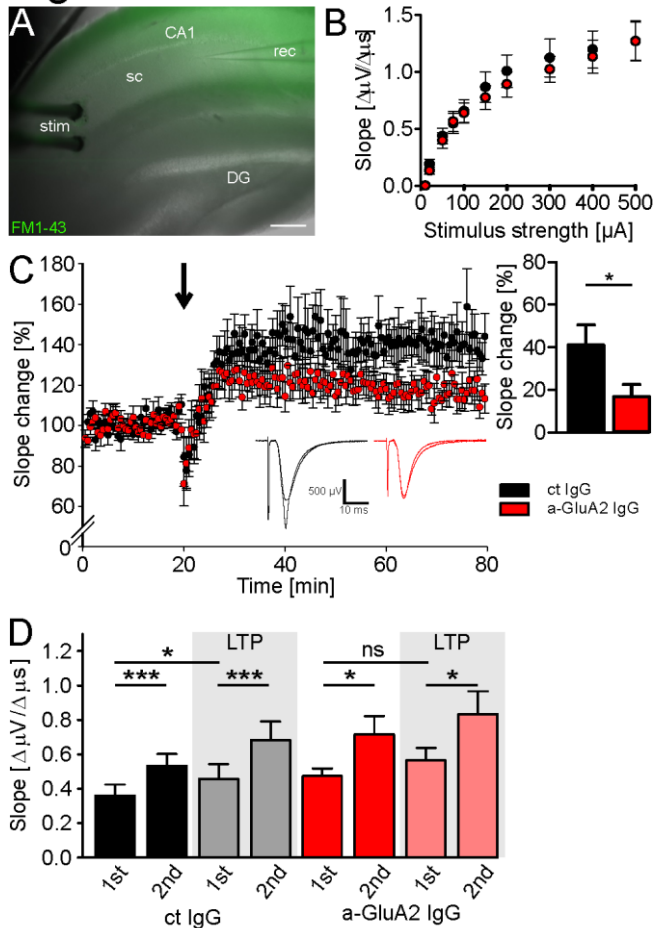 A
CA1
rec
sc
stim
DG
FM1-43
B
Slope [ΔµV/Δµs]
1.5
1.0
0.5
0.0
0 100 200 300 400 500
Stimulus strength [µA]
C
Slope change [%]
180
160
140
120
100
80
60
0
0 20 40 60 80
Time [min]
500 µV
10 ms
Slope change [%]
80
60
40
20
0
*
ct IgG
a-GluA2 IgG
D
Slope [ΔµV/Δµs]
1.2
1.0
0.8
0.6
0.4
0.2
0.0
LTP LTP
* ns
*** *** * *
1st 2nd 1st 2nd 1st 2nd 1st 2nd
ct IgG a-GluA2 IgG